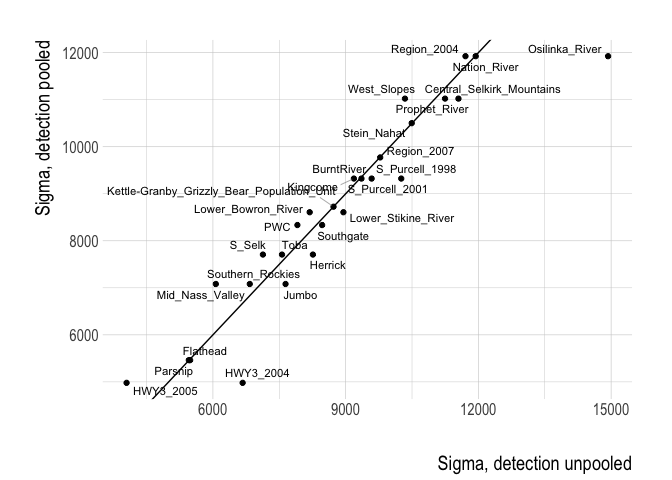 12000
10000
8000
6000
Sigma, detection pooled
Region_2004
Osilinka_River
Nation_River
West_Slopes
Central_Selkirk_Mountains
Prophet_River
Stein_Nahat
Region_2007
BurntRiver
S_Purcell_1998
Kingcome
S_Purcell_2001
Kettle-Granby_Grizzly_Bear_Population_Unit
Lower_Bowron_River
Lower_Stikine_River
PWC
Southgate
S_Selk
Toba
Herrick
Southern_Rockies
Mid_Nass_Valley
Jumbo
Flathead
Parsnip
HWY3_2004
HWY3_2005
6000
9000
12000
15000
Sigma, detection unpooled